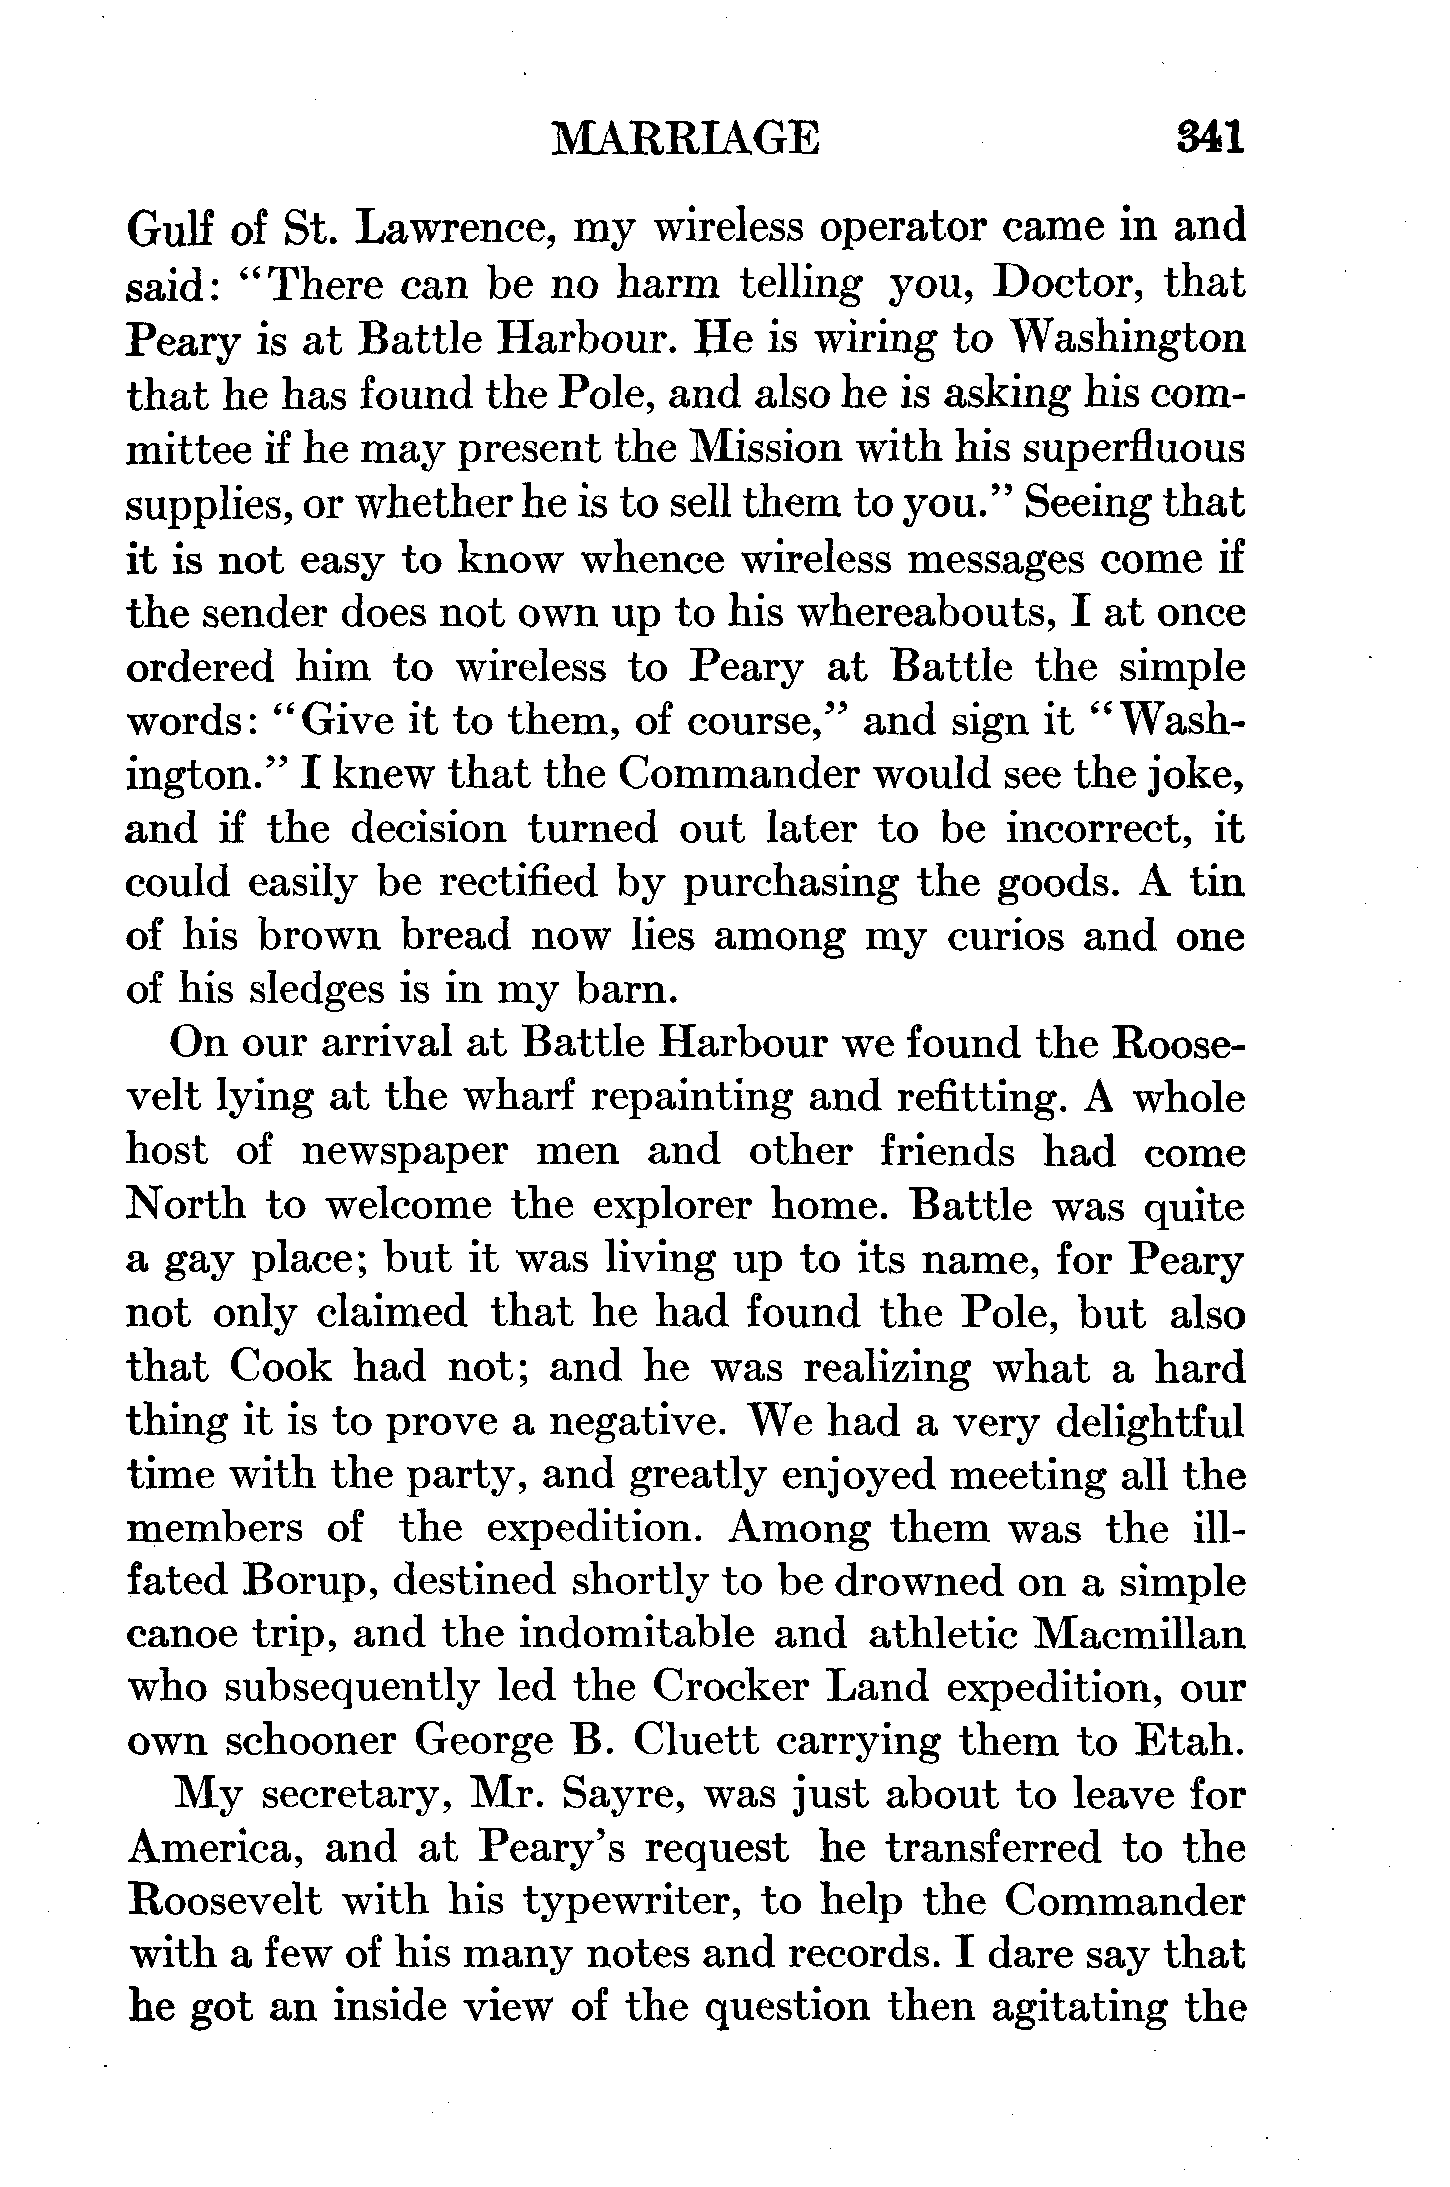 MARRIAGE 341
Gulf of St. Lawrence, my wireless operator came in and
said: “There can be no harm telling you, Doctor, that
Peary is at Battle Harbour. He is wiring to Washington
that he has found the Pole, and also he is asking his com-
mittee if he may present the Mission with his superfluous
supplies, or whether he is to sell them to you.” Seeing that
it is not easy to know whence wireless messages come if
the sender does not own up to his whereabouts, I at once
ordered him to wireless to Peary at Battle the simple
words: “Give it to them, of course,” and sign it “Wash-
ington.” I knew that the Commander would see the joke,
and if the decision turned out later to be incorrect, it
could easily be rectified by purchasing the goods. A tin
of his brown bread now lies among my curios and one
of his sledges is in my barn.
On our arrival at Battle Harbour we found the Roose-
velt lying at the wharf repainting and refitting. A whole
host of newspaper men and other friends had come
North to welcome the explorer home. Battle was quite
a gay place; but it was living up to its name, for Peary
not only claimed that he had found the Pole, but also
that Cook had not; and he was realizing what a hard
thing it is to prove a negative. We had a very delightful
time with the party, and greatly enjoyed meeting all the
members of the expedition. Among them was the ill-
fated Borup, destined shortly to be drowned on a simple
canoe trip, and the indomitable and athletic Macmillan
who subsequently led the Crocker Land expedition, our
own schooner George B. Cluett carrying them to Etah.
My secretary, Mr. Sayre, was just about to leave for
America, and at Peary’s request he transferred to the
Roosevelt with his typewriter, to help the Commander
with a few of his many notes and records. I dare say that
he got an inside view of the question then agitating the